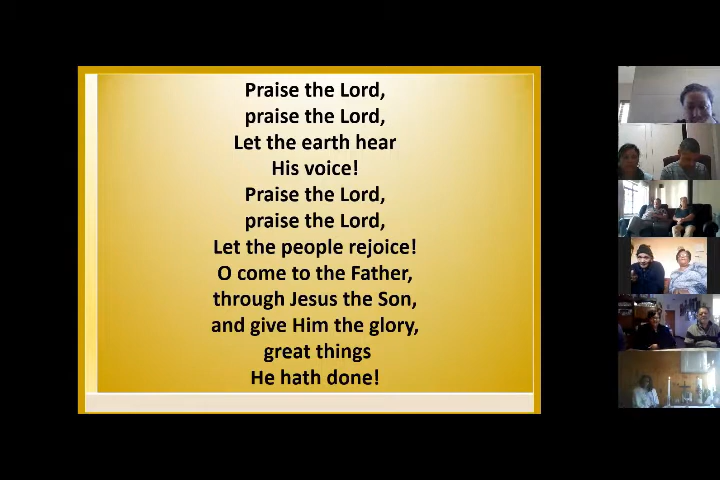 Praise the Lord,
praise the Lord,
Let the earth hear
His voice!
Praise the Lord,
praise the Lord,
Let the people rejoice!
O come to the Father,
through Jesus the Son,
and give Him the glory,
great things
He hath done!